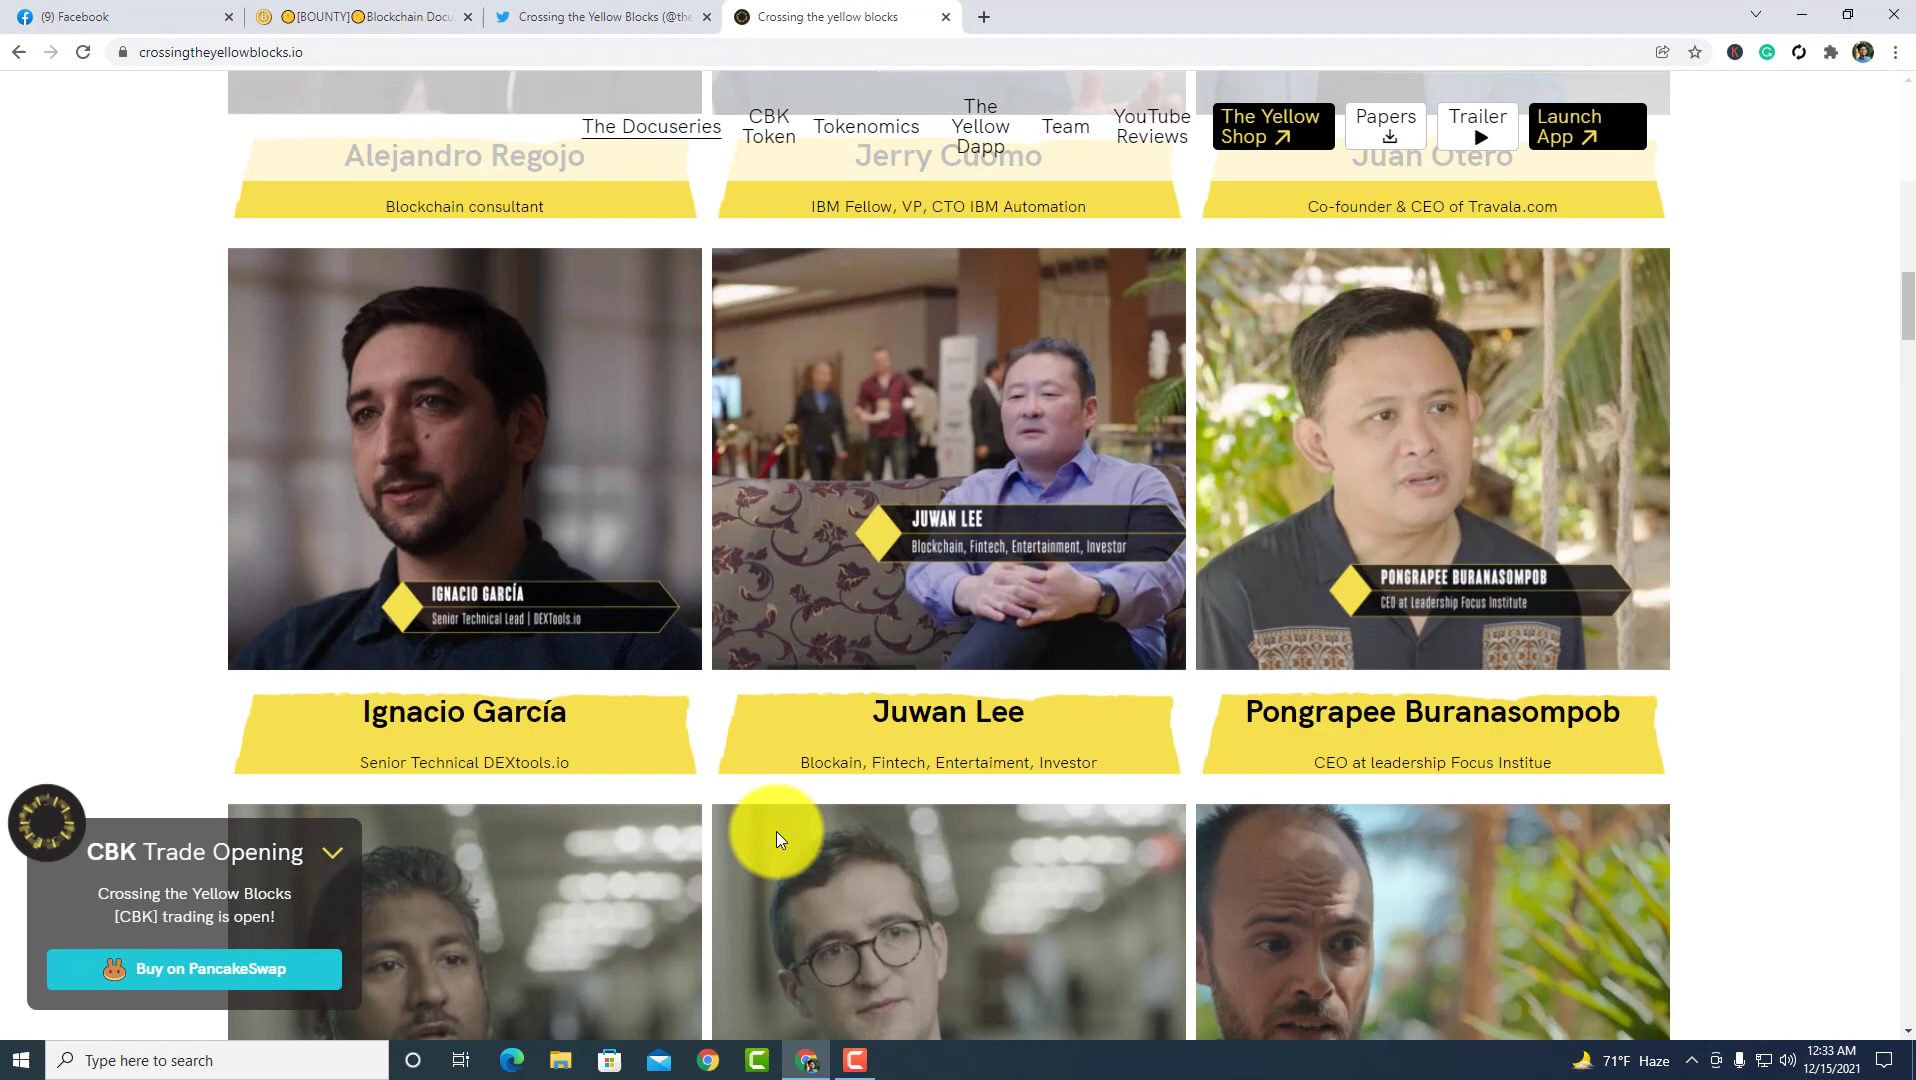 (9) Facebook
[BOUNTY] Blockchain Docu
Crossing the Yellow Blocks (@the
Crossing the yellow blocks
crossingtheyellowblocks.io
The Docuseries
CBK
Token
Tokenomics
The
Yellow
Dapp
Team
YouTube
Reviews
The Yellow
Shop
Papers
Trailer
Launch
App
Alejandro Regojo
Jerry Cuomo
Juan Otero
Blockchain consultant
IBM Fellow, VP, CTO IBM Automation
Co-founder & CEO of Travala.com
IGNACIO GARCÍA
Senior Technical Lead | DEXTools.io
JUWAN LEE
Blockchain, Fintech, Entertainment, Investor
PONGRAPEE BURANASOMPOB
CEO at Leadership Focus Institute
Ignacio García
Juwan Lee
Pongrapee Buranasompob
Senior Technical DEXtools.io
Blockain, Fintech, Entertaiment, Investor
CEO at leadership Focus Institue
CBK Trade Opening
Crossing the Yellow Blocks
[CBK] trading is open!
Buy on PancakeSwap
Type here to search
71°F Haze
12:33 AM
12/15/2021